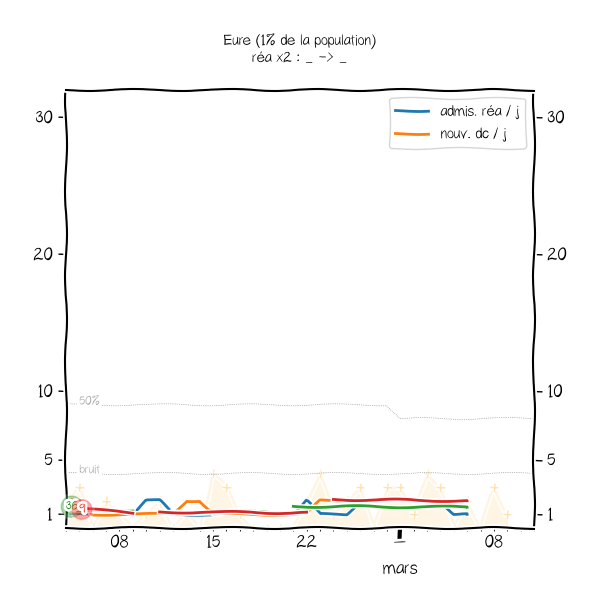 Eure (1% de la population)
réa x2 : _ -> _
admis. réa / j
nouv. dc / j
30
30
20
20
10
10
50%
5
5
bruit
1
1
08
15
22
1
08
mars